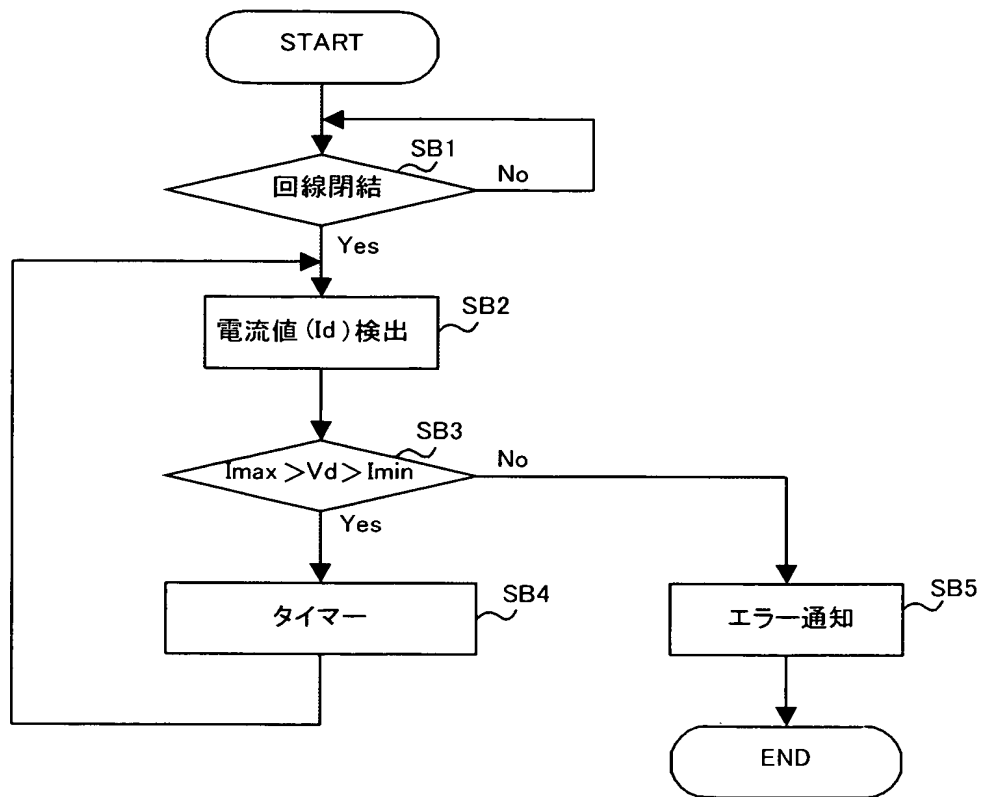 START
SB1
回線閉結
No
Yes
SB2
電流値(Id)検出
SB3
Imax>Vd>Imin
No
Yes
SB4
タイマー
SB5
エラー通知
END